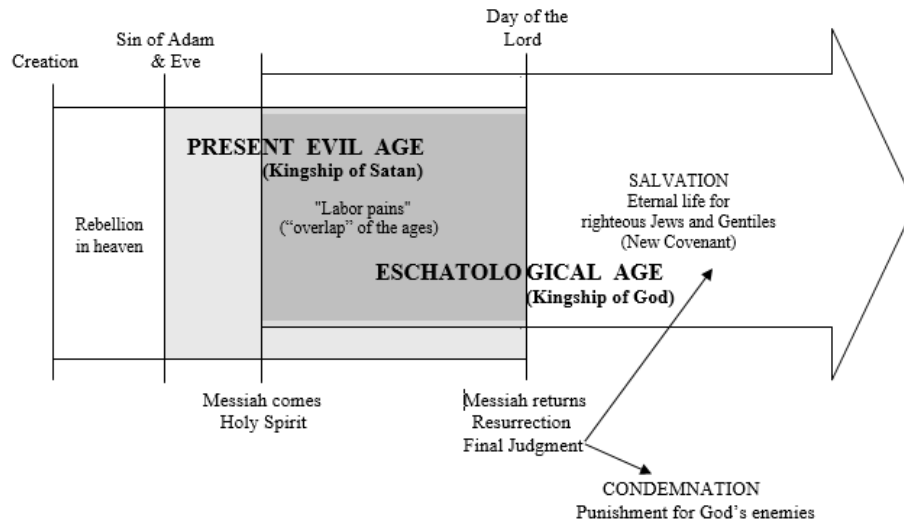 Day of the
Lord
Sin of Adam
& Eve
Creation
PRESENT EVIL AGE
(Kingship of Satan)
"Labor pains"
(“overlap” of the ages)
Rebellion
in heaven
SALVATION
Eternal life for
righteous Jews and Gentiles
(New Covenant)
ESCHATOLOGICAL AGE
(Kingship of God)
Messiah comes
Holy Spirit
Messiah returns
Resurrection
Final Judgment
CONDEMNATION
Punishment for God’s enemies